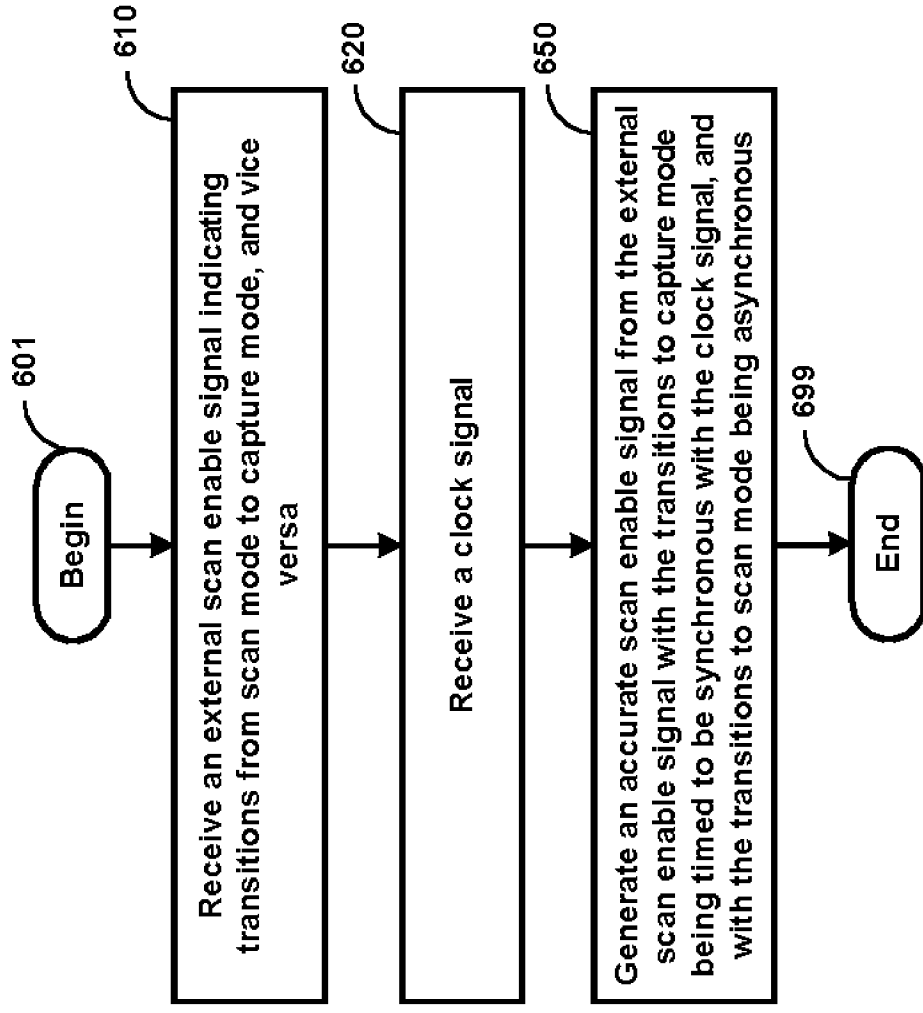 601
Begin
610
Receive an external scan enable signal indicating
transitions from scan mode to capture mode, and vice
versa
620
Receive a clock signal
650
Generate an accurate scan enable signal from the external
scan enable signal with the transitions to capture mode
being timed to be synchronous with the clock signal, and
with the transitions to scan mode being asynchronous
699
End